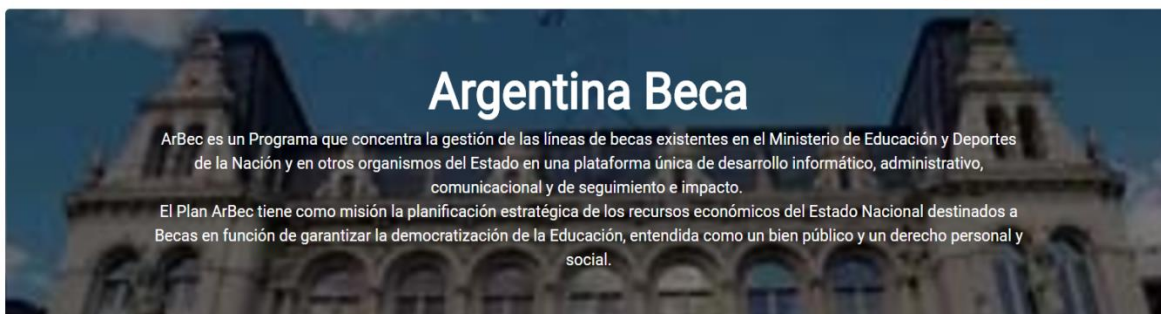 Argentina Beca
ArBec es un Programa que concentra la gestión de las líneas de becas existentes en el Ministerio de Educación y Deportes
de la Nación y en otros organismos del Estado en una plataforma única de desarrollo informático, administrativo,
comunicacional y de seguimiento e impacto.
El Plan ArBec tiene como misión la planificación estratégica de los recursos económicos del Estado Nacional destinados a
Becas en función de garantizar la democratización de la Educación, entendida como un bien público y un derecho personal y
social.